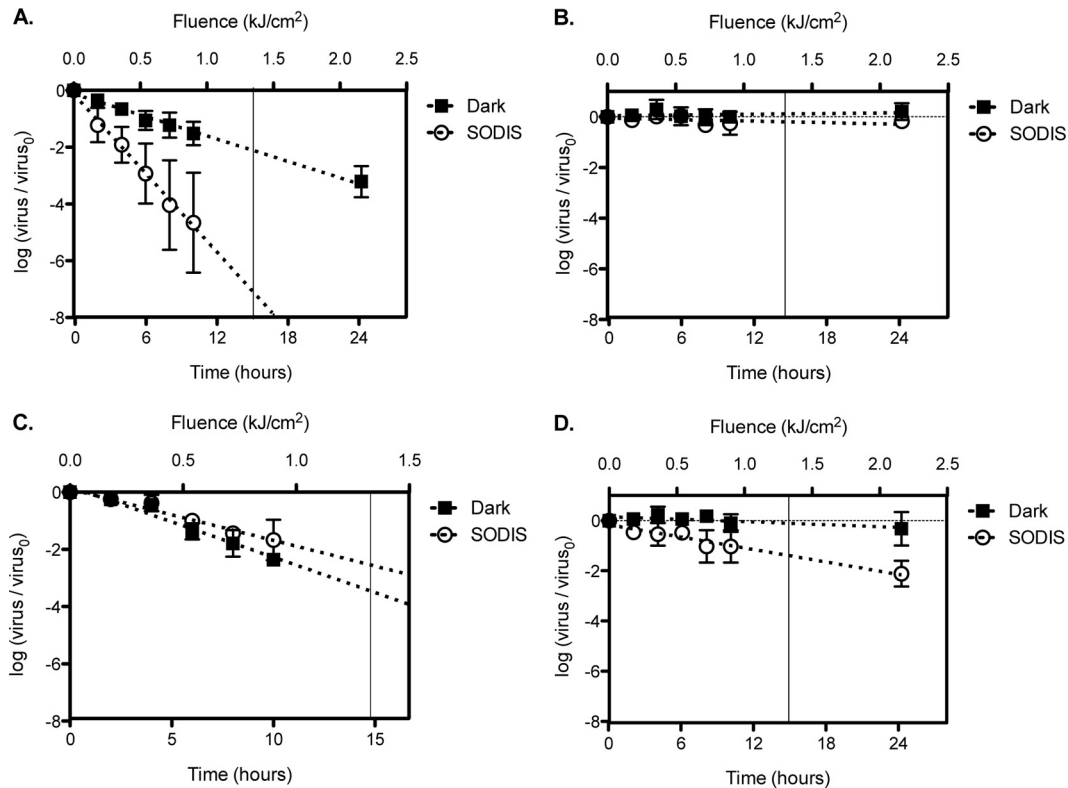 A.
Fluence (kJ/cm²)
0.0 0.5 1.0 1.5 2.0 2.5
0
-2
-4
-6
-8
log (virus / virus₀)
Dark
SODIS
0 6 12 18 24
Time (hours)
B.
Fluence (kJ/cm²)
0.0 0.5 1.0 1.5 2.0 2.5
0
-2
-4
-6
-8
log (virus / virus₀)
Dark
SODIS
0 6 12 18 24
Time (hours)
C.
Fluence (kJ/cm²)
0.0 0.5 1.0 1.5
0
-2
-4
-6
-8
log (virus / virus₀)
Dark
SODIS
0 5 10 15
Time (hours)
D.
Fluence (kJ/cm²)
0.0 0.5 1.0 1.5 2.0 2.5
0
-2
-4
-6
-8
log (virus / virus₀)
Dark
SODIS
0 6 12 18 24
Time (hours)